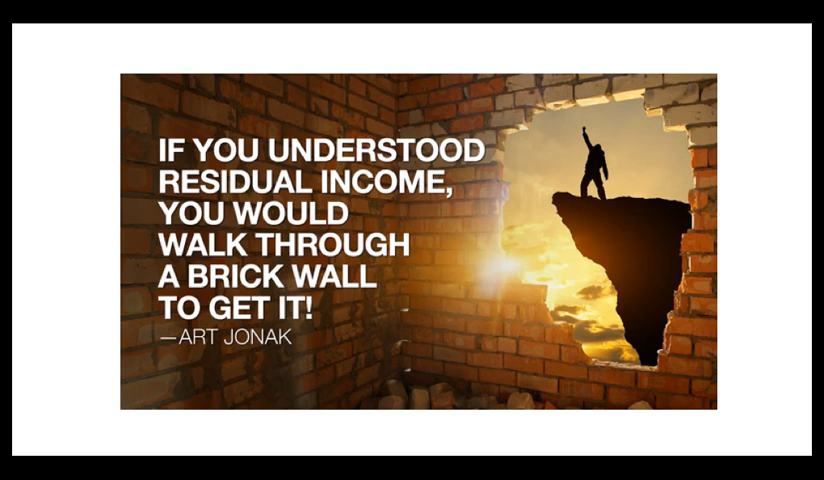 IF YOU UNDERSTOOD
RESIDUAL INCOME,
YOU WOULD
WALK THROUGH
A BRICK WALL
TO GET IT!
—ART JONAK